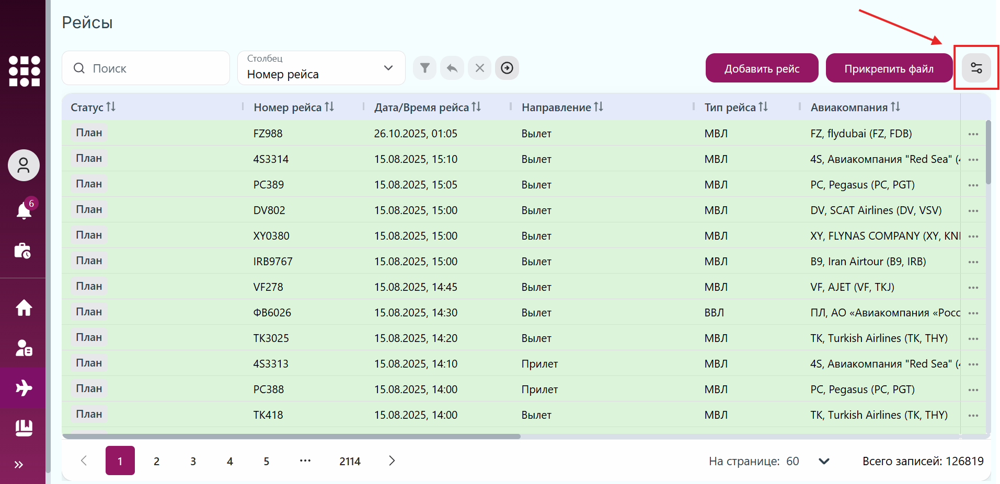 Рейсы
Поиск
Столбец
Номер рейса
Добавить рейс
Прикрепить файл
Статус Номер рейса Дата/Время рейса Направление Тип рейса Авиакомпания
План FZ988 26.10.2025, 01:05 Вылет МВЛ FZ, flydubai (FZ, FDB)
План 4S3314 15.08.2025, 15:10 Вылет МВЛ 4S, Авиакомпания "Red Sea" (4
План PC389 15.08.2025, 15:05 Вылет МВЛ PC, Pegasus (PC, PGT)
План DV802 15.08.2025, 15:00 Вылет МВЛ DV, SCAT Airlines (DV, VSV)
План XY0380 15.08.2025, 15:00 Вылет МВЛ XY, FLYNAS COMPANY (XY, KN
План IRB9767 15.08.2025, 15:00 Вылет МВЛ B9, Iran Airtour (B9, IRB)
План VF278 15.08.2025, 14:45 Вылет МВЛ VF, AJET (VF, TKJ)
План ФВ6026 15.08.2025, 14:30 Вылет ВВЛ ПЛ, АО «Авиакомпания «Росс
План TK3025 15.08.2025, 14:20 Вылет МВЛ TK, Turkish Airlines (TK, THY)
План 4S3313 15.08.2025, 14:10 Прилет МВЛ 4S, Авиакомпания "Red Sea" (4
План PC388 15.08.2025, 14:00 Прилет МВЛ PC, Pegasus (PC, PGT)
План TK418 15.08.2025, 14:00 Вылет МВЛ TK, Turkish Airlines (TK, THY)
6
1 2 3 4 5 ... 2114
На странице: 60
Всего записей: 126819